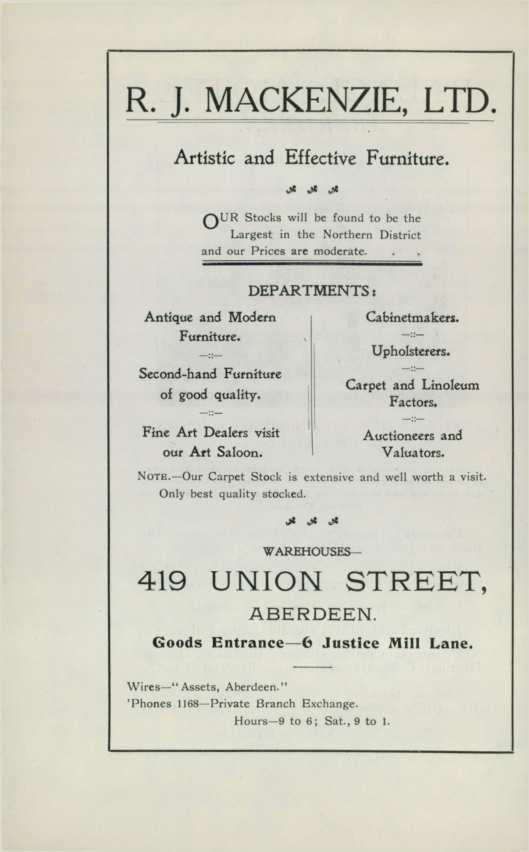 R. J. MACKENZIE, LTD.
Artistic and Effective Furniture.
OUR Stocks will be found to be the
Largest in the Northern District
and our Prices are moderate. . .
DEPARTMENTS:
Antique and Modern
Furniture.
—::—
Second-hand Furniture
of good quality.
—::—
Fine Art Dealers visit
our Art Saloon.
Cabinetmakers.
—::—
Upholsterers.
—::—
Carpet and Linoleum
Factors.
—::—
Auctioneers and
Valuators.
NOTE.—Our Carpet Stock is extensive and well worth a visit.
Only best quality stocked.
WAREHOUSES—
419 UNION STREET,
ABERDEEN.
Goods Entrance—6 Justice Mill Lane.
Wires—"Assets, Aberdeen."
'Phones 1168—Private Branch Exchange.
Hours—9 to 6; Sat., 9 to 1.